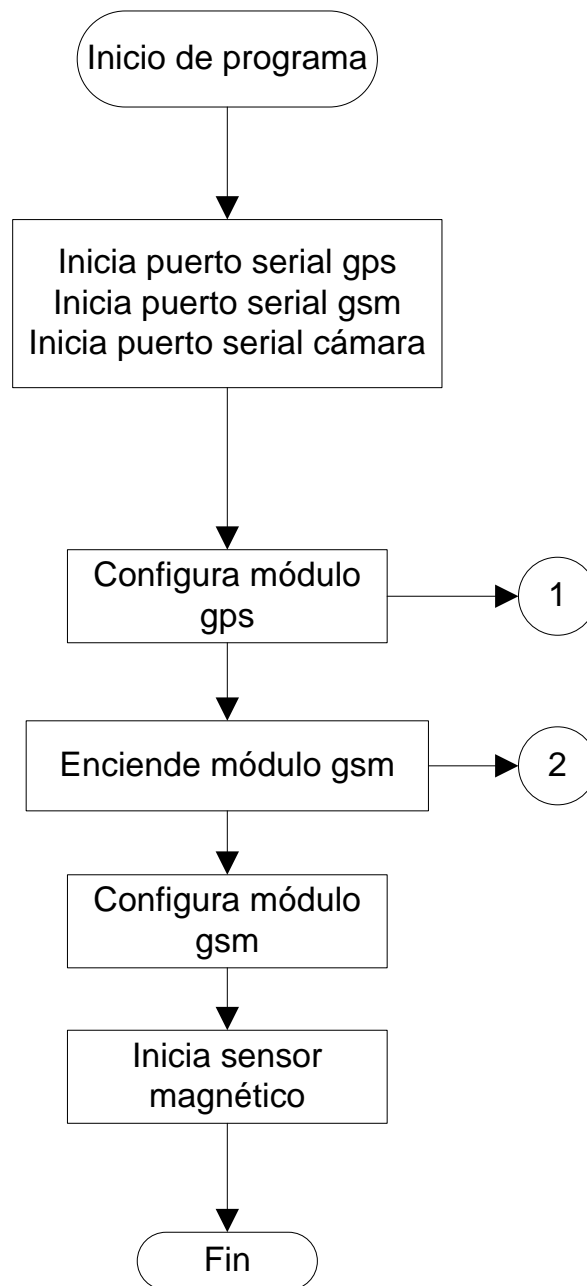 Inicio de programa
Inicia puerto serial gps
Inicia puerto serial gsm
Inicia puerto serial cámara
Configura módulo
gps
1
Enciende módulo gsm
2
Configura módulo
gsm
Inicia sensor
magnético
Fin